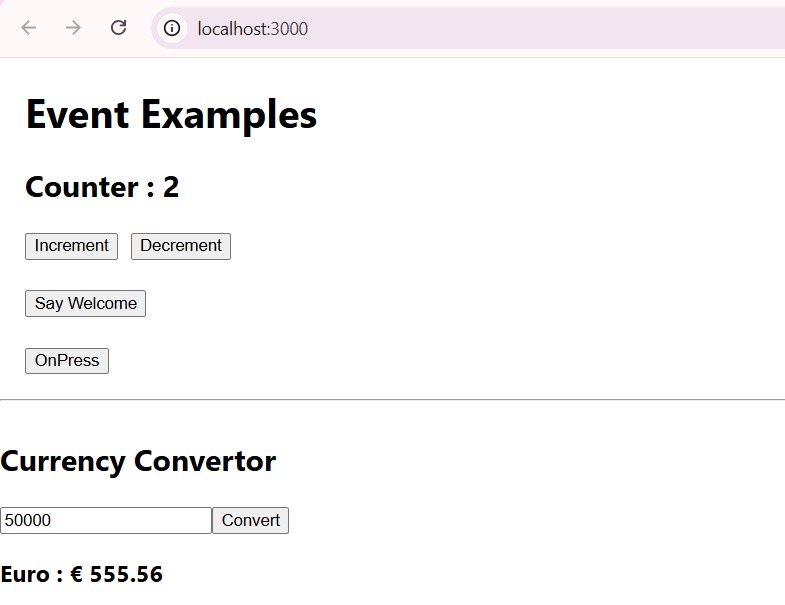 localhost:3000
Event Examples
Counter : 2
Increment Decrement
Say Welcome
OnPress
Currency Convertor
50000 Convert
Euro : € 555.56